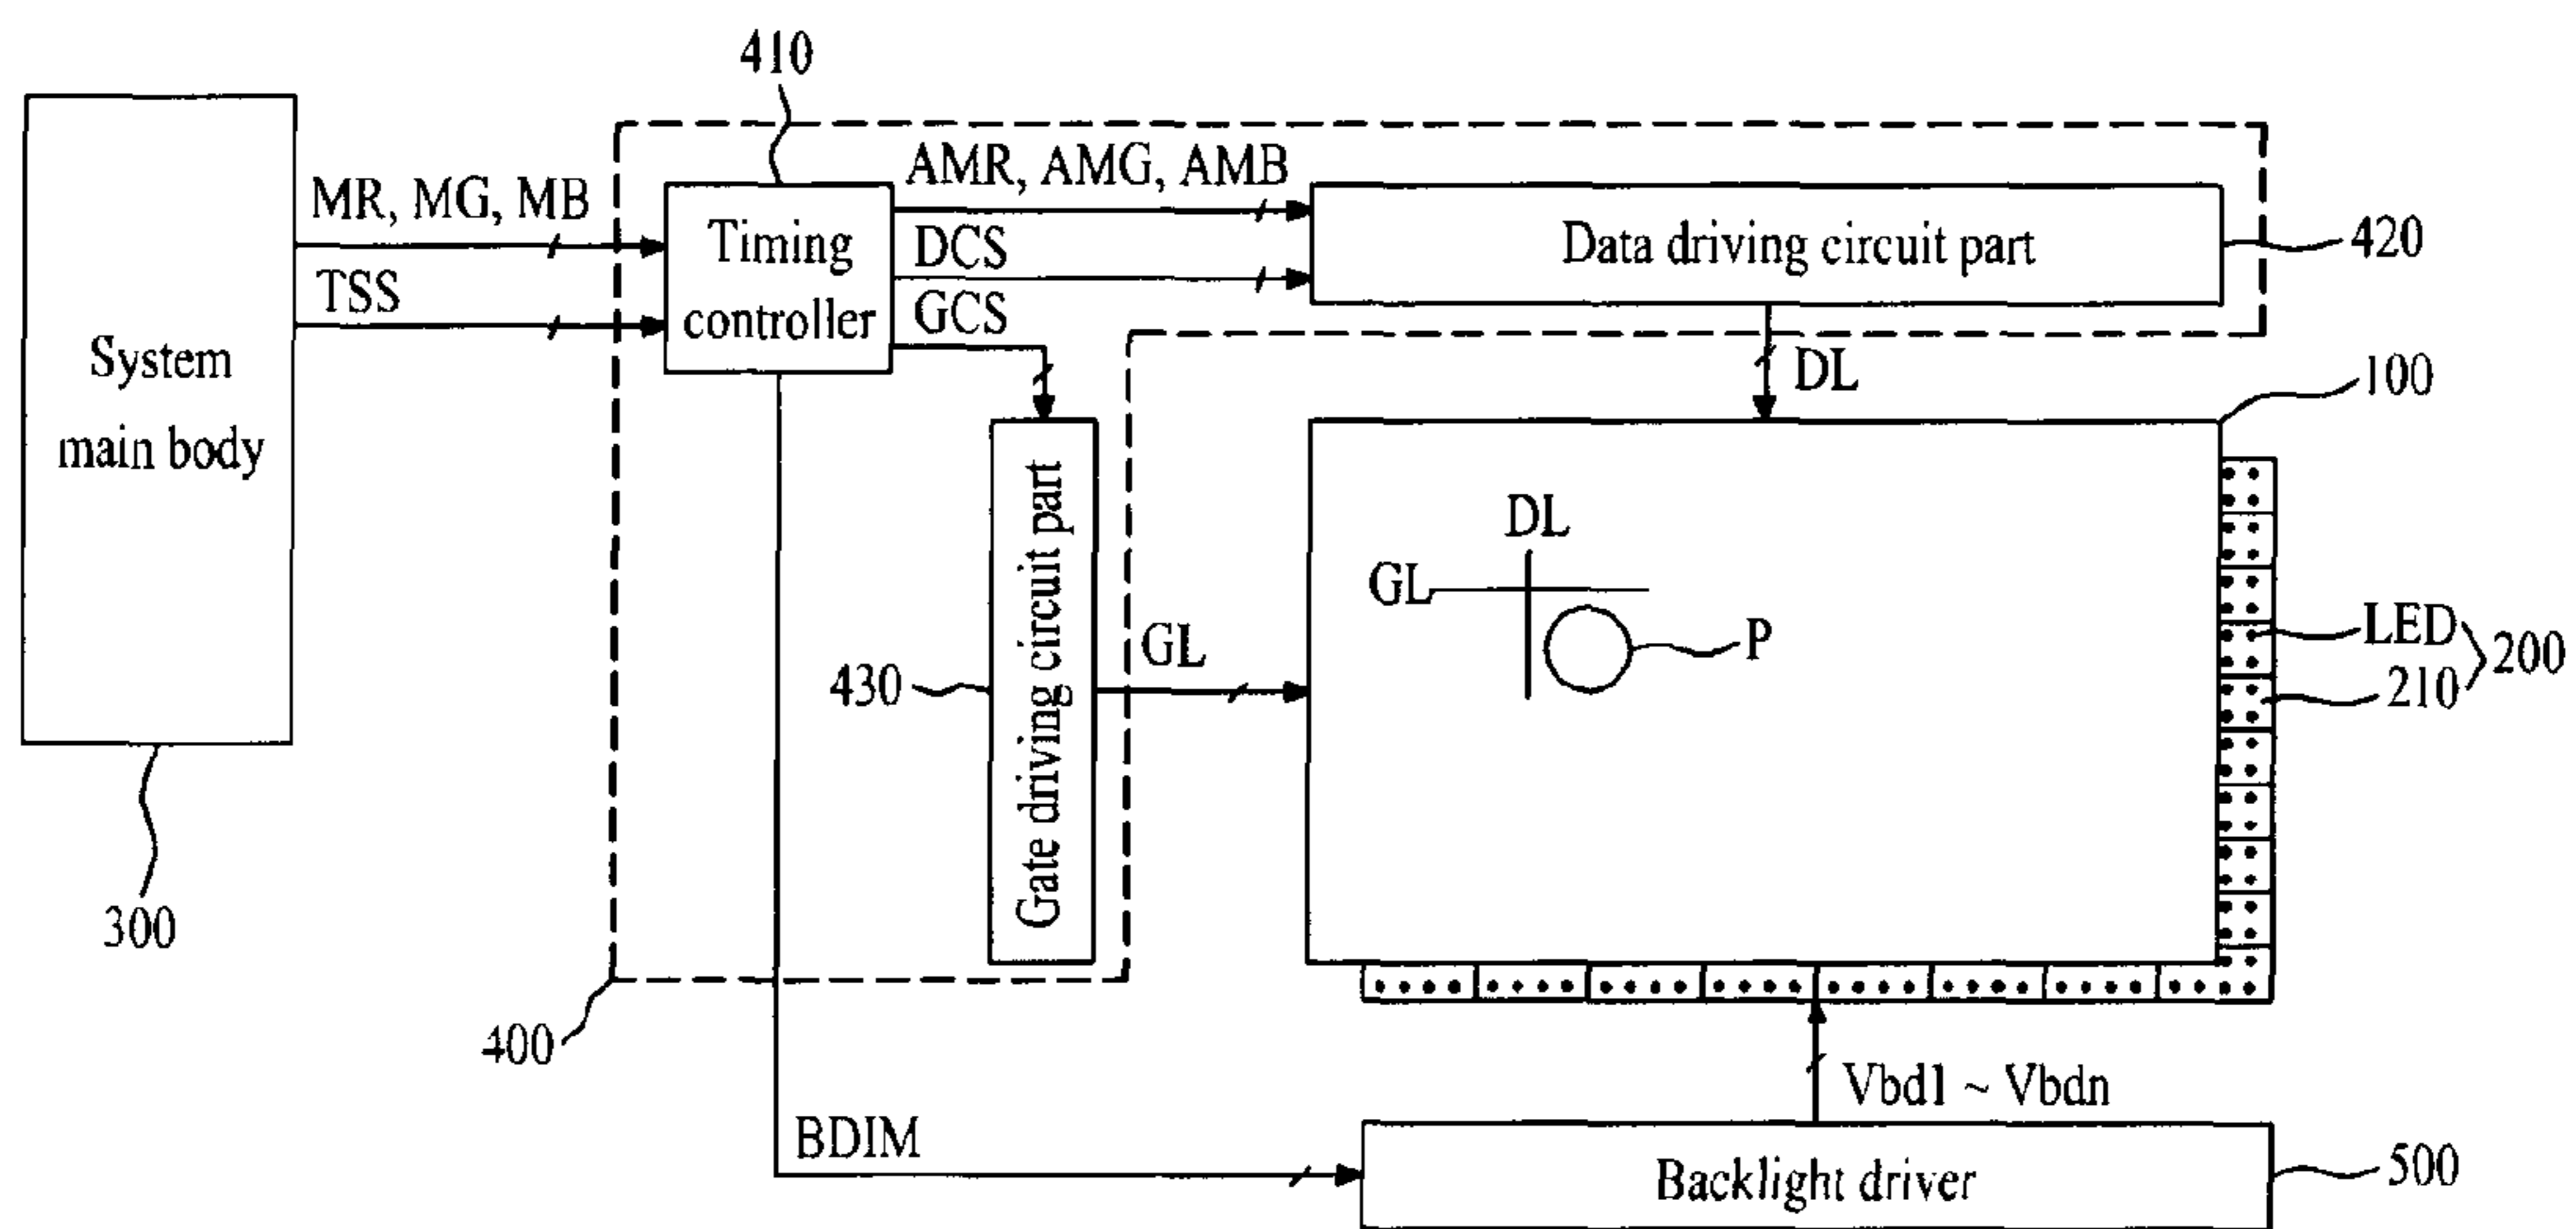 410
AMR, AMG, AMB
MR, MG, MB
Timing
controller
DCS
Data driving circuit part
420
TSS
GCS
System
main body
DL
100
Gate driving circuit part
DL
GL
P
LED
210
200
430
GL
300
400
Vbd1 ~ Vbdn
BDIM
Backlight driver
500